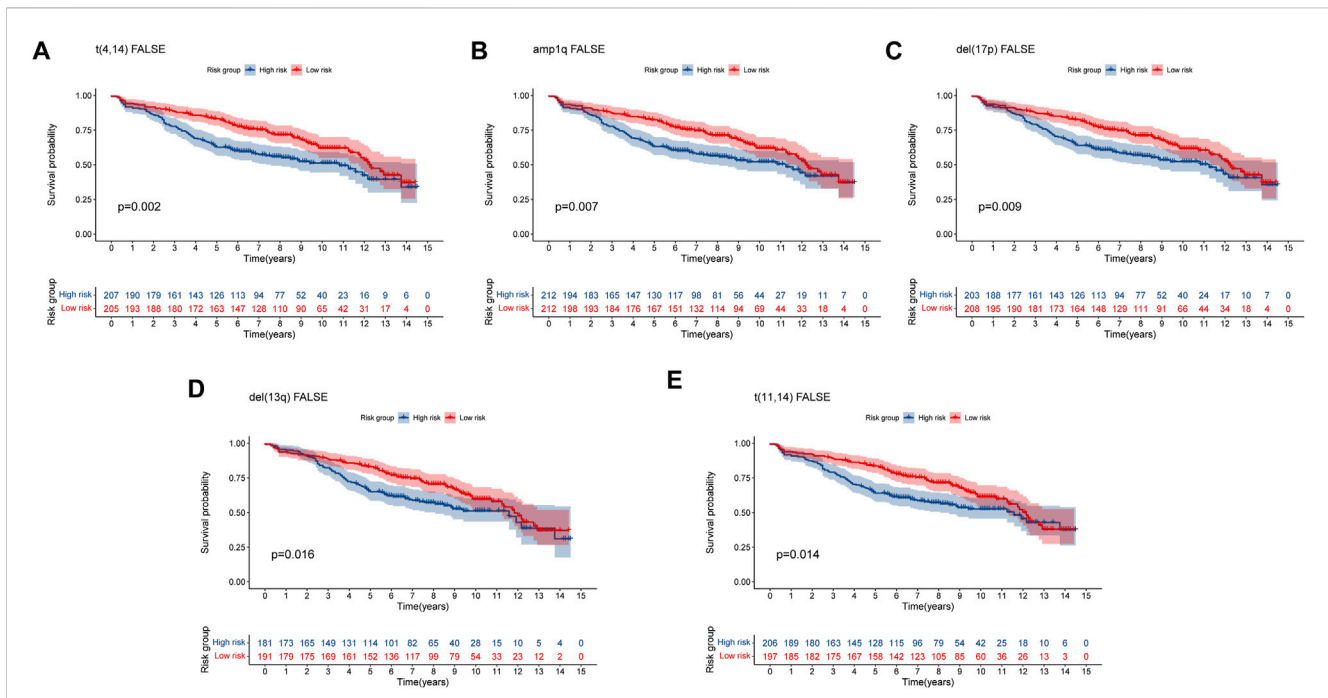 A
t(4,14) FALSE
Risk group High risk Low risk
Survival probability
1.00
0.75
0.50
0.25
0.00
p=0.002
0 1 2 3 4 5 6 7 8 9 10 11 12 13 14 15
Time(years)
Risk group
High risk 207 190 179 161 143 126 113 94 77 52 40 23 16 9 6 0
Low risk 205 193 188 180 172 163 147 128 110 90 65 42 31 17 4 0
0 1 2 3 4 5 6 7 8 9 10 11 12 13 14 15
Time(years)
B
amp1q FALSE
Risk group High risk Low risk
Survival probability
1.00
0.75
0.50
0.25
0.00
p=0.007
0 1 2 3 4 5 6 7 8 9 10 11 12 13 14 15
Time(years)
Risk group
High risk 212 194 183 165 147 130 117 98 81 56 44 27 19 11 7 0
Low risk 212 198 193 184 176 167 151 132 114 94 69 44 33 18 4 0
0 1 2 3 4 5 6 7 8 9 10 11 12 13 14 15
Time(years)
C
del(17p) FALSE
Risk group High risk Low risk
Survival probability
1.00
0.75
0.50
0.25
0.00
p=0.009
0 1 2 3 4 5 6 7 8 9 10 11 12 13 14 15
Time(years)
Risk group
High risk 203 188 177 161 143 126 113 94 77 52 40 24 17 10 7 0
Low risk 208 195 190 181 173 164 148 129 111 91 66 44 34 18 4 0
0 1 2 3 4 5 6 7 8 9 10 11 12 13 14 15
Time(years)
D
del(13q) FALSE
Risk group High risk Low risk
Survival probability
1.00
0.75
0.50
0.25
0.00
p=0.016
0 1 2 3 4 5 6 7 8 9 10 11 12 13 14 15
Time(years)
Risk group
High risk 181 173 165 149 131 114 101 82 65 40 28 15 10 5 4 0
Low risk 191 179 175 169 161 152 136 117 99 79 54 33 23 12 2 0
0 1 2 3 4 5 6 7 8 9 10 11 12 13 14 15
Time(years)
E
t(11,14) FALSE
Risk group High risk Low risk
Survival probability
1.00
0.75
0.50
0.25
0.00
p=0.014
0 1 2 3 4 5 6 7 8 9 10 11 12 13 14 15
Time(years)
Risk group
High risk 206 189 180 163 145 128 115 96 79 54 42 25 18 10 6 0
Low risk 197 185 182 175 167 158 142 123 105 85 60 36 26 13 3 0
0 1 2 3 4 5 6 7 8 9 10 11 12 13 14 15
Time(years)